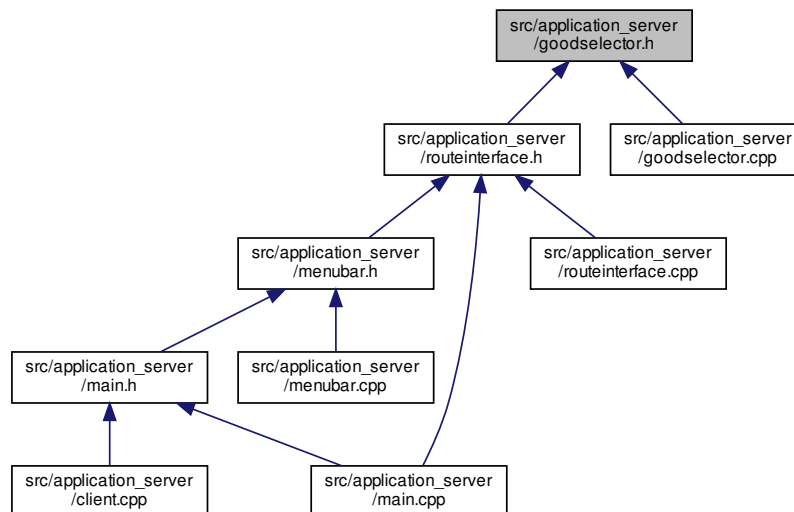 src/application_server
/goodselector.h
src/application_server
/routeinterface.h
src/application_server
/goodselector.cpp
src/application_server
/menubar.h
src/application_server
/routeinterface.cpp
src/application_server
/main.h
src/application_server
/menubar.cpp
src/application_server
/client.cpp
src/application_server
/main.cpp